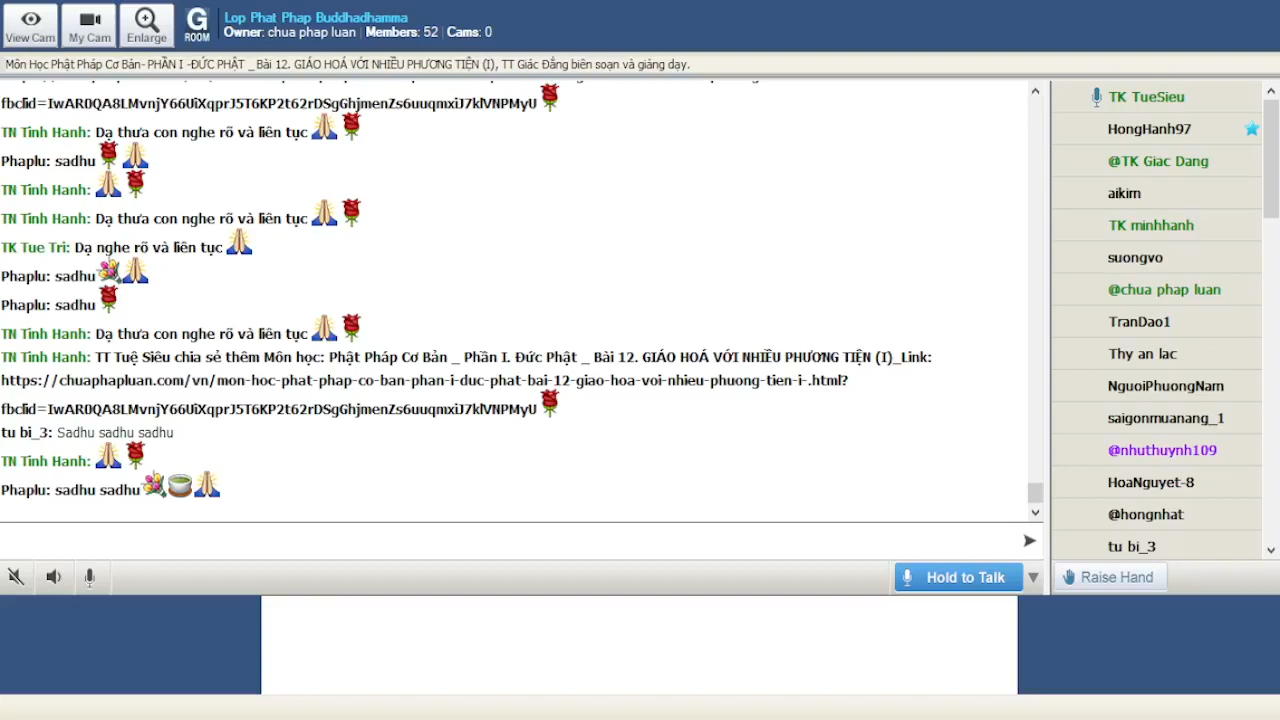 View Cam
My Cam
Enlarge
G
ROOM
Lop Phat Phap Buddhadhamma
Owner: chua phap luan | Members: 52 | Cams: 0
Môn Học Phật Pháp Cơ Bản- PHẦN I -ĐỨC PHẬT _ Bài 12. GIÁO HOÁ VỚI NHIỀU PHƯƠNG TIỆN (I), TT Giác Đẳng biên soạn và giảng dạy.
fbclid=IwAR0QA8LMvnjY66UiXqprJ5T6KP2t62rDSgGhjmenZs6uuqmxiJ7klVNPMyU
TN Tinh Hanh: Dạ thưa con nghe rõ và liên tục
Phaplu: sadhu
TN Tinh Hanh:
TN Tinh Hanh: Dạ thưa con nghe rõ và liên tục
TK Tue Tri: Dạ nghe rõ và liên tục
Phaplu: sadhu
Phaplu: sadhu
TN Tinh Hanh: Dạ thưa con nghe rõ và liên tục
TN Tinh Hanh: TT Tuệ Siêu chia sẻ thêm Môn học: Phật Pháp Cơ Bản _ Phần I. Đức Phật _ Bài 12. GIÁO HOÁ VỚI NHIỀU PHƯƠNG TIỆN (I)_Link:
https://chuaphapluan.com/vn/mon-hoc-phat-phap-co-ban-phan-i-duc-phat-bai-12-giao-hoa-voi-nhieu-phuong-tien-i-.html?
fbclid=IwAR0QA8LMvnjY66UiXqprJ5T6KP2t62rDSgGhjmenZs6uuqmxiJ7klVNPMyU
tu bi_3: Sadhu sadhu sadhu
TN Tinh Hanh:
Phaplu: sadhu sadhu
Hold to Talk
TK TueSieu
HongHanh97
@TK Giac Dang
aikim
TK minhhanh
suongvo
@chua phap luan
TranDao1
Thy an lac
NguoiPhuongNam
saigonmuanang_1
@nhuthuynh109
HoaNguyet-8
@hongnhat
tu bi_3
Raise Hand